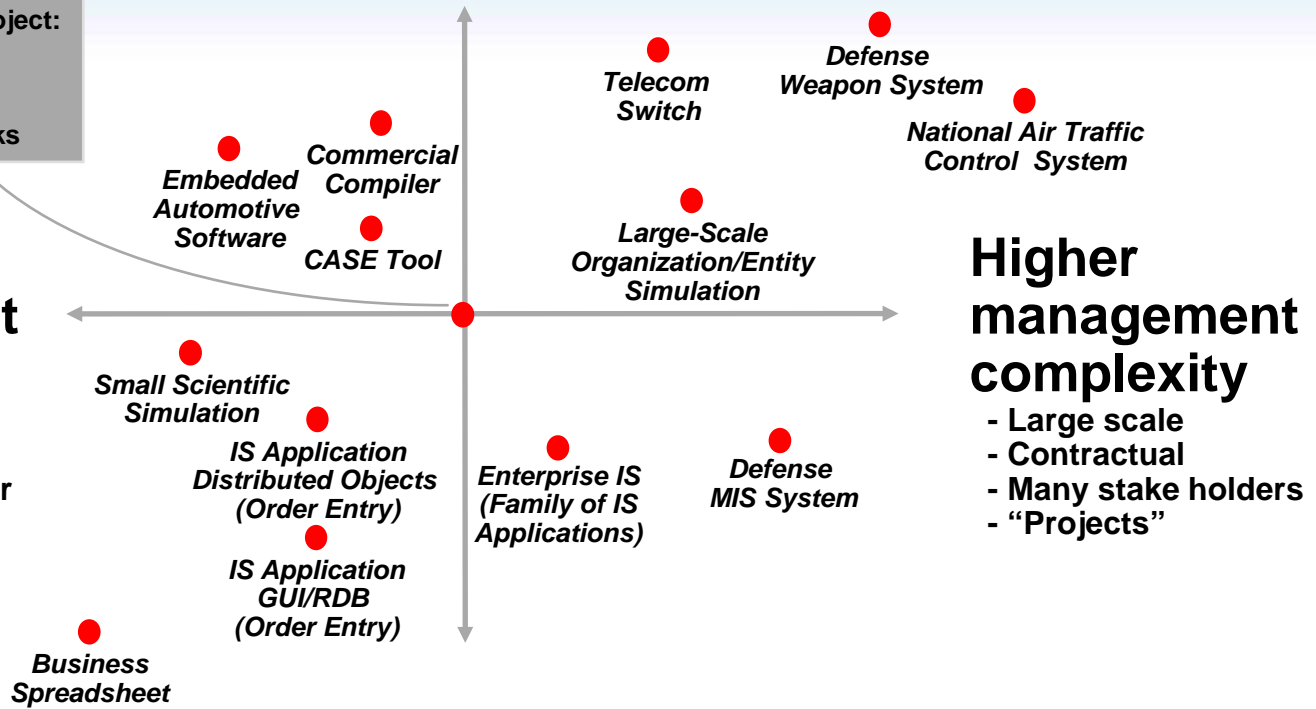 oject:
ks
Telecom
Switch
Defense
Weapon System
National Air Traffic
Control System
Commercial
Compiler
Embedded
Automotive
Software
CASE Tool
Large-Scale
Organization/Entity
Simulation
t
Higher
management
complexity
- Large scale
- Contractual
- Many stake holders
- “Projects”
Small Scientific
Simulation
IS Application
Distributed Objects
(Order Entry)
r
Enterprise IS
(Family of IS
Applications)
Defense
MIS System
IS Application
GUI/RDB
(Order Entry)
Business
Spreadsheet